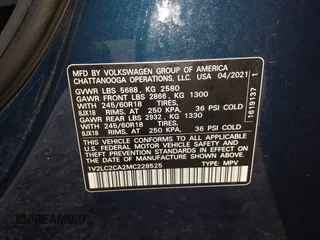 MFD BY VOLKSWAGEN GROUP OF AMERICA
CHATTANOOGA OPERATIONS, LLC. USA 04/2021
GVWR LBS 5688, KG 2580
GAWR FRONT LBS 2866, KG 1300
WITH 245/60R18 TIRES,
8JX18 RIMS, AT 250 KPA, 36 PSI COLD
GAWR REAR LBS 2932, KG 1330
WITH 245/60R18 TIRES,
8JX18 RIMS, AT 250 KPA, 36 PSI COLD
THIS VEHICLE CONFORMS TO ALL APPLICABLE
FEDERAL MOTOR VEHICLE SAFETY AND
THEFT PREVENTION STANDARDS IN EFFECT
ON THE DATE OF MANUFACTURE SHOWN ABOVE.
1V2LC2CA2MC228525 TYPE: MPV
1619137 1
DREAMBID